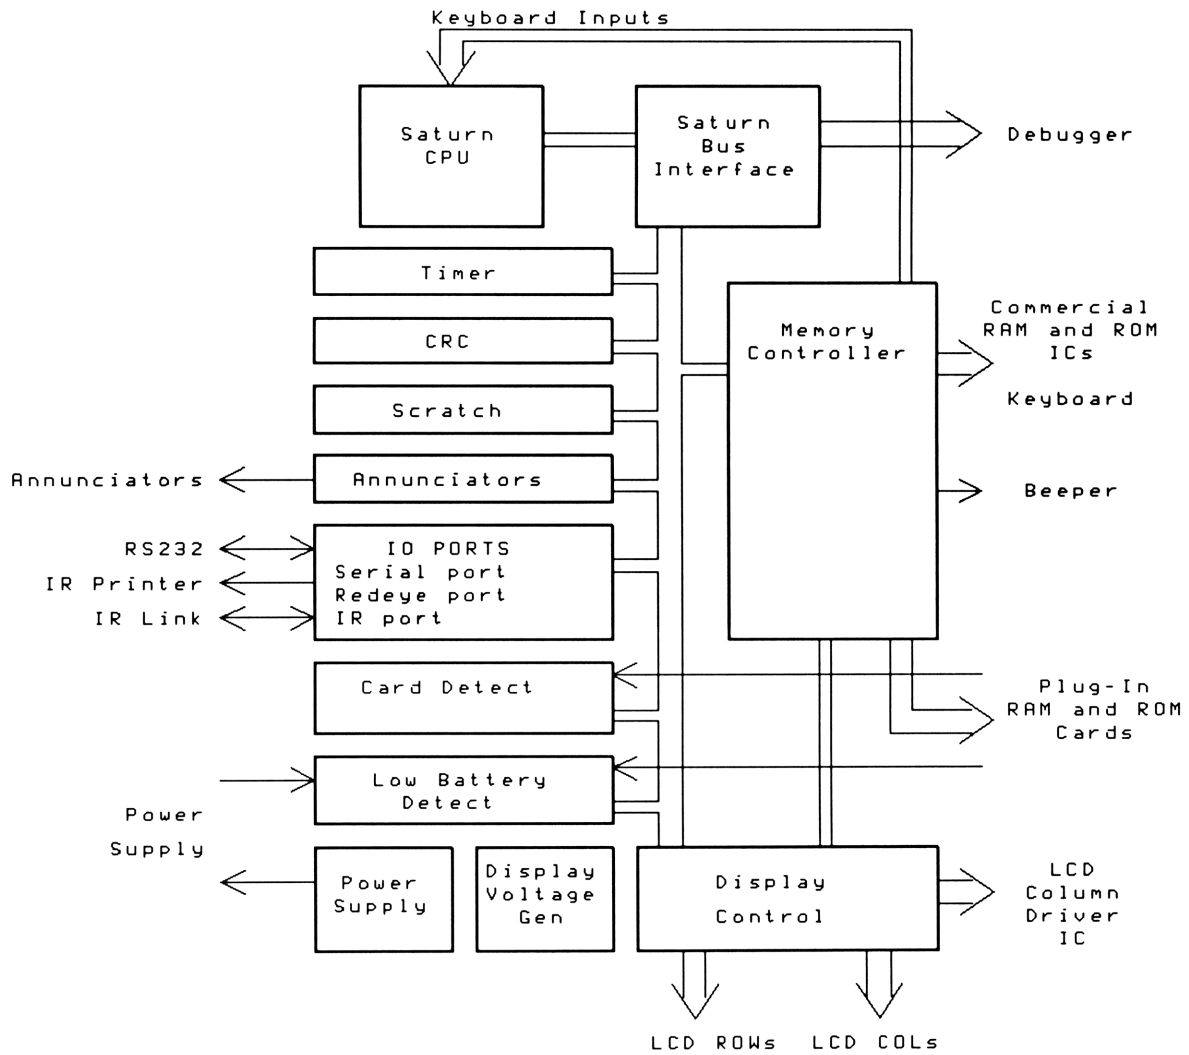 Keyboard Inputs
Saturn
CPU
Saturn
Bus
Interface
Debugger
Timer
CRC
Scratch
Annunciators
Annunciators
RS232
IR Printer
IR Link
IO PORTS
Serial port
Redeye port
IR port
Memory
Controller
Commercial
RAM and ROM
ICs
Keyboard
Beeper
Card Detect
Plug-In
RAM and ROM
Cards
Low Battery
Detect
Power
Supply
Power
Supply
Display
Voltage
Gen
Display
Control
LCD
Column
Driver
IC
LCD ROWs
LCD COLs